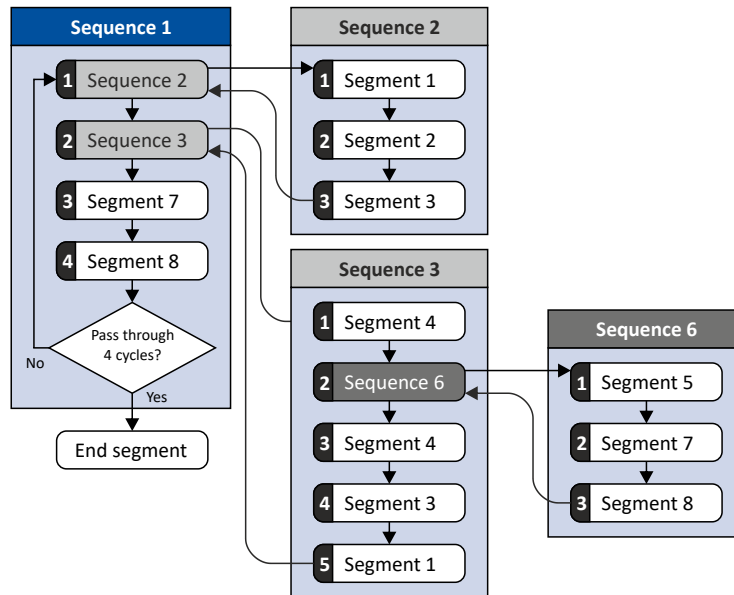 Sequence 1
1 Sequence 2
2 Sequence 3
3 Segment 7
4 Segment 8
Pass through
4 cycles?
No
Yes
End segment
Sequence 2
1 Segment 1
2 Segment 2
3 Segment 3
Sequence 3
1 Segment 4
2 Sequence 6
3 Segment 4
4 Segment 3
5 Segment 1
Sequence 6
1 Segment 5
2 Segment 7
3 Segment 8